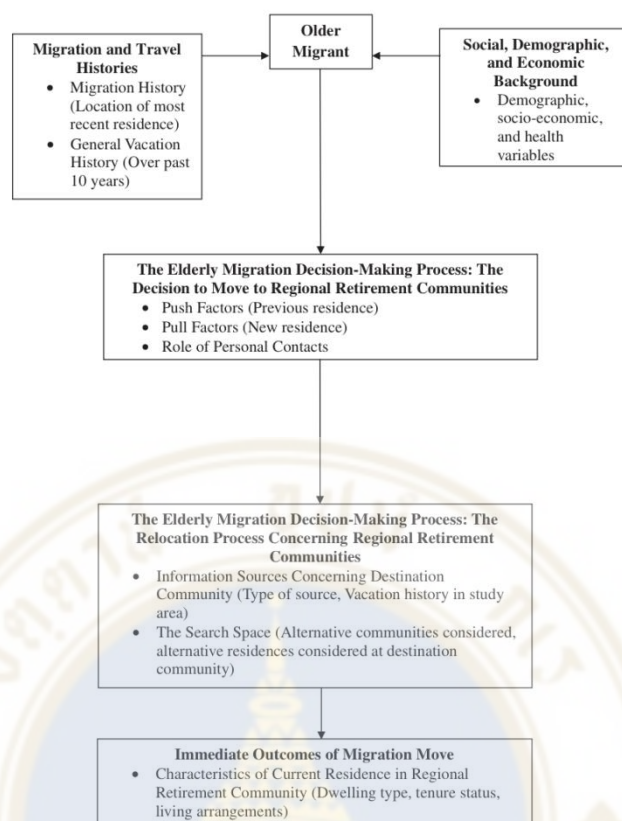 Older
Migrant
Migration and Travel
Histories
• Migration History
(Location of most
recent residence)
• General Vacation
History (Over past
10 years)
Social, Demographic,
and Economic
Background
• Demographic,
socio-economic,
and health
variables
The Elderly Migration Decision-Making Process: The
Decision to Move to Regional Retirement Communities
• Push Factors (Previous residence)
• Pull Factors (New residence)
• Role of Personal Contacts
The Elderly Migration Decision-Making Process: The
Relocation Process Concerning Regional Retirement
Communities
• Information Sources Concerning Destination
Community (Type of source, Vacation history in study
area)
• The Search Space (Alternative communities considered,
alternative residences considered at destination
community)
Immediate Outcomes of Migration Move
• Characteristics of Current Residence in Regional
Retirement Community (Dwelling type, tenure status,
living arrangements)